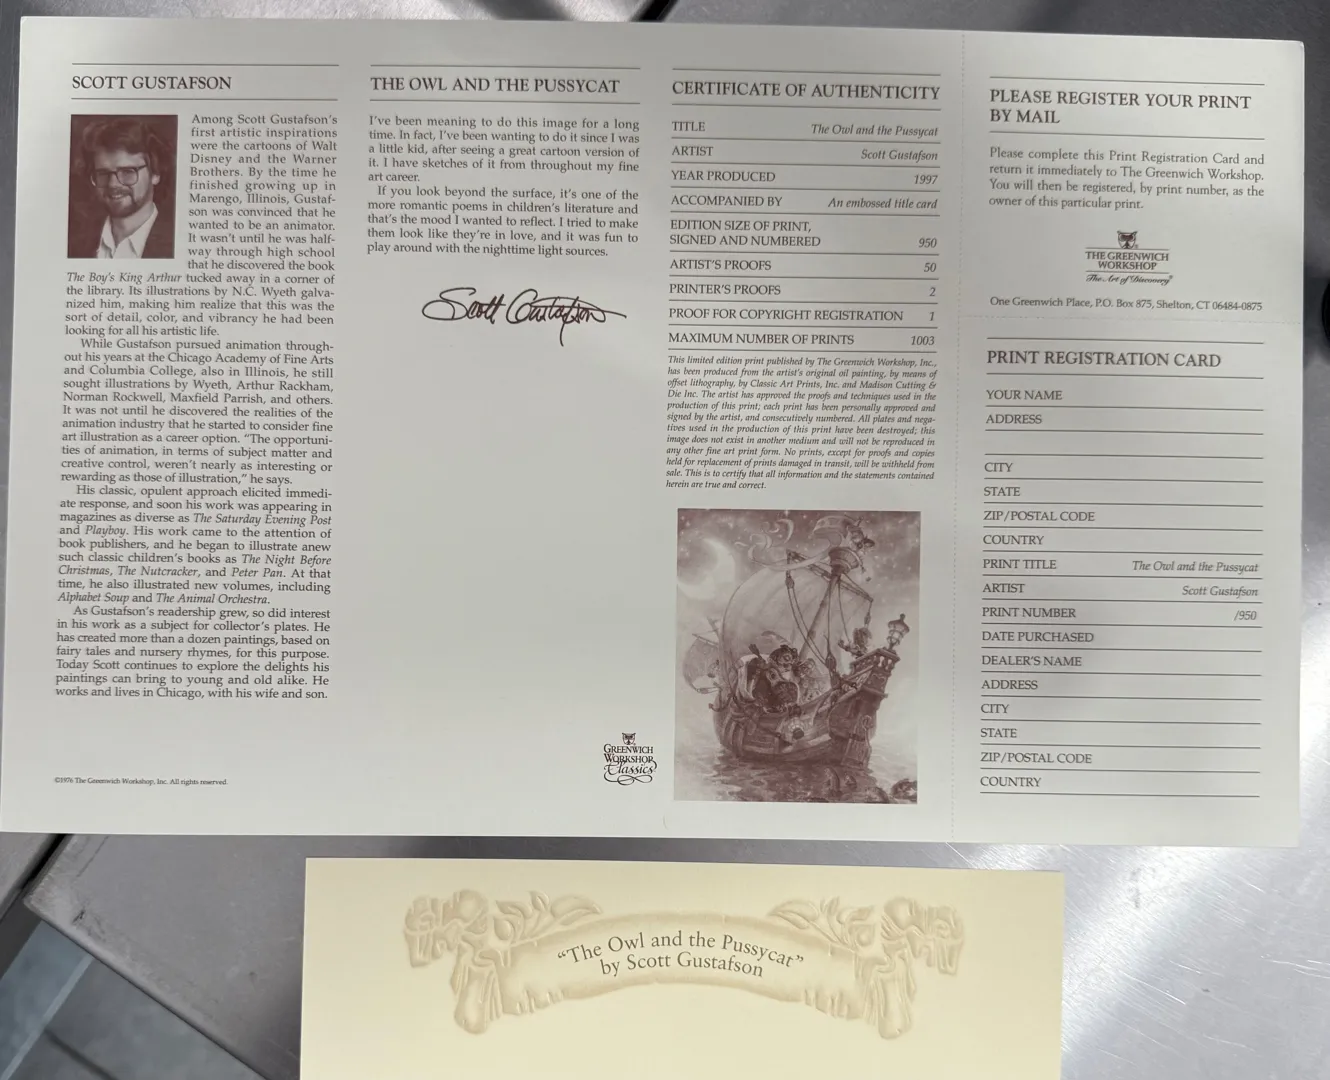 SCOTT GUSTAFSON
Among Scott Gustafson's
first artistic inspirations
were the cartoons of Walt
Disney and the Warner
Brothers. By the time he
finished growing up in
Marengo, Illinois, Gustaf-
son was convinced that he
wanted to be an animator.
It wasn't until he was half-
way through high school
that he discovered the book
The Boy's King Arthur tucked away in a corner of
the library. Its illustrations by N.C. Wyeth galva-
nized him, making him realize that this was the
sort of detail, color, and vibrancy he had been
looking for all his artistic life.
While Gustafson pursued animation through-
out his years at the Chicago Academy of Fine Arts
and Columbia College, also in Illinois, he still
sought illustrations by Wyeth, Arthur Rackham,
Norman Rockwell, Maxfield Parrish, and others.
It was not until he discovered the realities of the
animation industry that he started to consider fine
art illustration as a career option. "The opportuni-
ties of animation, in terms of subject matter and
creative control, weren't nearly as interesting or
rewarding as those of illustration," he says.
His classic, opulent approach elicited immedi-
ate response, and soon his work was appearing in
magazines as diverse as The Saturday Evening Post
and Playboy. His work came to the attention of
book publishers, and he began to illustrate anew
such classic children's books as The Night Before
Christmas, The Nutcracker, and Peter Pan. At that
time, he also illustrated new volumes, including
Alphabet Soup and The Animal Orchestra.
As Gustafson's readership grew, so did interest
in his work as a subject for collector's plates. He
has created more than a dozen paintings, based on
fairy tales and nursery rhymes, for this purpose.
Today Scott continues to explore the delights his
paintings can bring to young and old alike. He
works and lives in Chicago, with his wife and son.
©1976 The Greenwich Workshop, Inc. All rights reserved.
THE OWL AND THE PUSSYCAT
I've been meaning to do this image for a long
time. In fact, I've been wanting to do it since I was
a little kid, after seeing a great cartoon version of
it. I have sketches of it from throughout my fine
art career.
If you look beyond the surface, it's one of the
more romantic poems in children's literature and
that's the mood I wanted to reflect. I tried to make
them look like they're in love, and it was fun to
play around with the nighttime light sources.
Scott Gustafson
GREENWICH
WORKSHOP
Classics
CERTIFICATE OF AUTHENTICITY
TITLE The Owl and the Pussycat
ARTIST Scott Gustafson
YEAR PRODUCED 1997
ACCOMPANIED BY An embossed title card
EDITION SIZE OF PRINT,
SIGNED AND NUMBERED 950
ARTIST'S PROOFS 50
PRINTER'S PROOFS 2
PROOF FOR COPYRIGHT REGISTRATION 1
MAXIMUM NUMBER OF PRINTS 1003
This limited edition print published by The Greenwich Workshop, Inc.,
has been produced from the artist's original oil painting, by means of
offset lithography, by Classic Art Prints, Inc. and Madison Cutting &
Die Inc. The artist has approved the proofs and techniques used in the
production of this print; each print has been personally approved and
signed by the artist, and consecutively numbered. All plates and nega-
tives used in the production of this print have been destroyed; this
image does not exist in another medium and will not be reproduced in
any other fine art print form. No prints, except for proofs and copies
held for replacement of prints damaged in transit, will be withheld from
sale. This is to certify that all information and the statements contained
herein are true and correct.
PLEASE REGISTER YOUR PRINT
BY MAIL
Please complete this Print Registration Card and
return it immediately to The Greenwich Workshop.
You will then be registered, by print number, as the
owner of this particular print.
THE GREENWICH
WORKSHOP
The Art of Discovery
One Greenwich Place, P.O. Box 875, Shelton, CT 06484-0875
PRINT REGISTRATION CARD
YOUR NAME
ADDRESS
CITY
STATE
ZIP/POSTAL CODE
COUNTRY
PRINT TITLE The Owl and the Pussycat
ARTIST Scott Gustafson
PRINT NUMBER /950
DATE PURCHASED
DEALER'S NAME
ADDRESS
CITY
STATE
ZIP/POSTAL CODE
COUNTRY
"The Owl and the Pussycat"
by Scott Gustafson